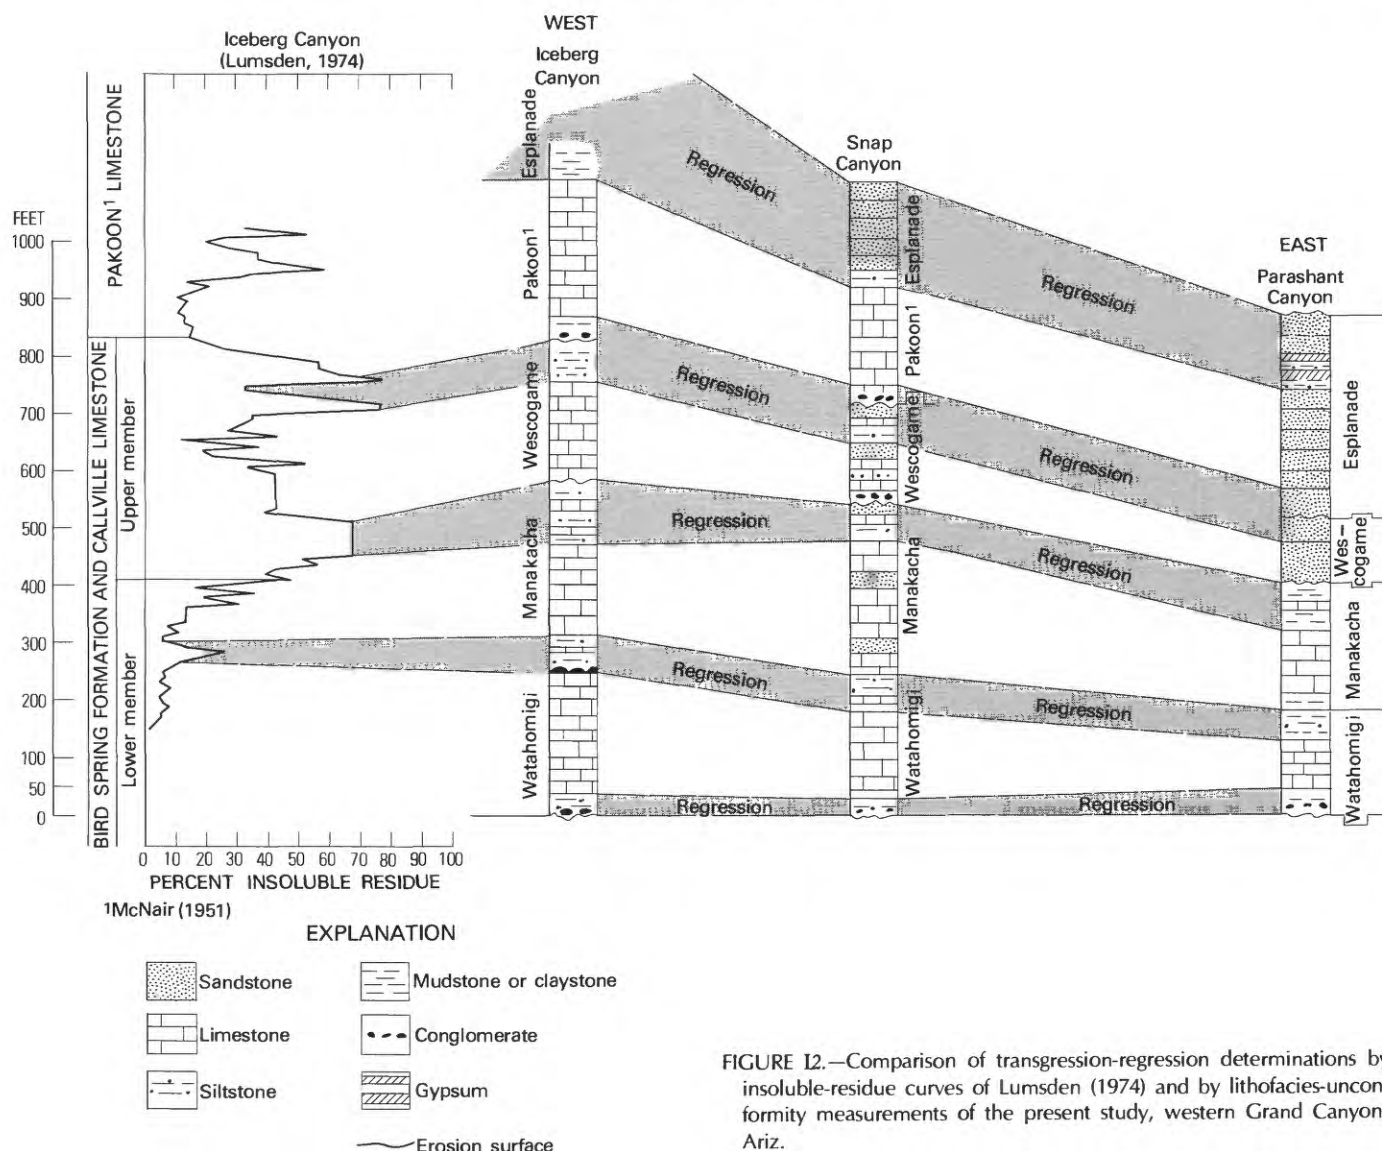 Iceberg Canyon
(Lumsden, 1974)
WEST
Iceberg
Canyon
Snap
Canyon
EAST
Parashant
Canyon
FEET
1000
900
800
700
600
500
400
300
200
100
50
0
BIRD SPRING FORMATION AND CALLVILLE LIMESTONE
PAKOON¹ LIMESTONE
Upper member
Lower member
0 10 20 30 40 50 60 70 80 90 100
PERCENT INSOLUBLE RESIDUE
¹McNair (1951)
Esplanade
Pakoon¹
Wescogame
Manakacha
Watahomigi
Regression
Regression
Regression
Regression
Regression
Esplanade
Pakoon¹
Wescogame
Manakacha
Watahomigi
Regression
Regression
Regression
Regression
Regression
Esplanade
Wes-
cogame
Manakacha
Watahomigi
EXPLANATION
Sandstone
Limestone
Siltstone
Mudstone or claystone
Conglomerate
Gypsum
Erosion surface
FIGURE I2.—Comparison of transgression-regression determinations by
insoluble-residue curves of Lumsden (1974) and by lithofacies-uncon
formity measurements of the present study, western Grand Canyon
Ariz.